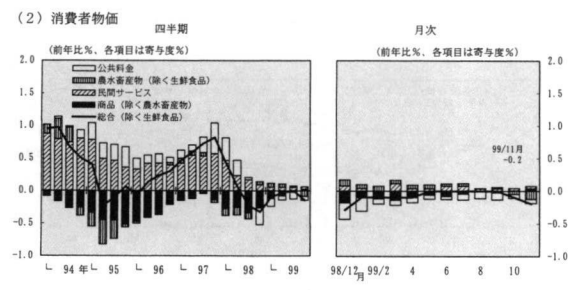 （2）消費者物価
四半期
月次
（前年比％、各項目は寄与度％）
（前年比％、各項目は寄与度％）
2.0
1.5
1.0
0.5
0.0
-0.5
-1.0
公共料金
農水畜産物（除く生鮮食品）
民間サービス
商品（除く農水畜産物）
総合（除く生鮮食品）
94 年
95
96
97
98
99
2.0
1.5
1.0
0.5
0.0
-0.5
-1.0
99/11月
-0.2
98/12月
99/2
4
6
8
10